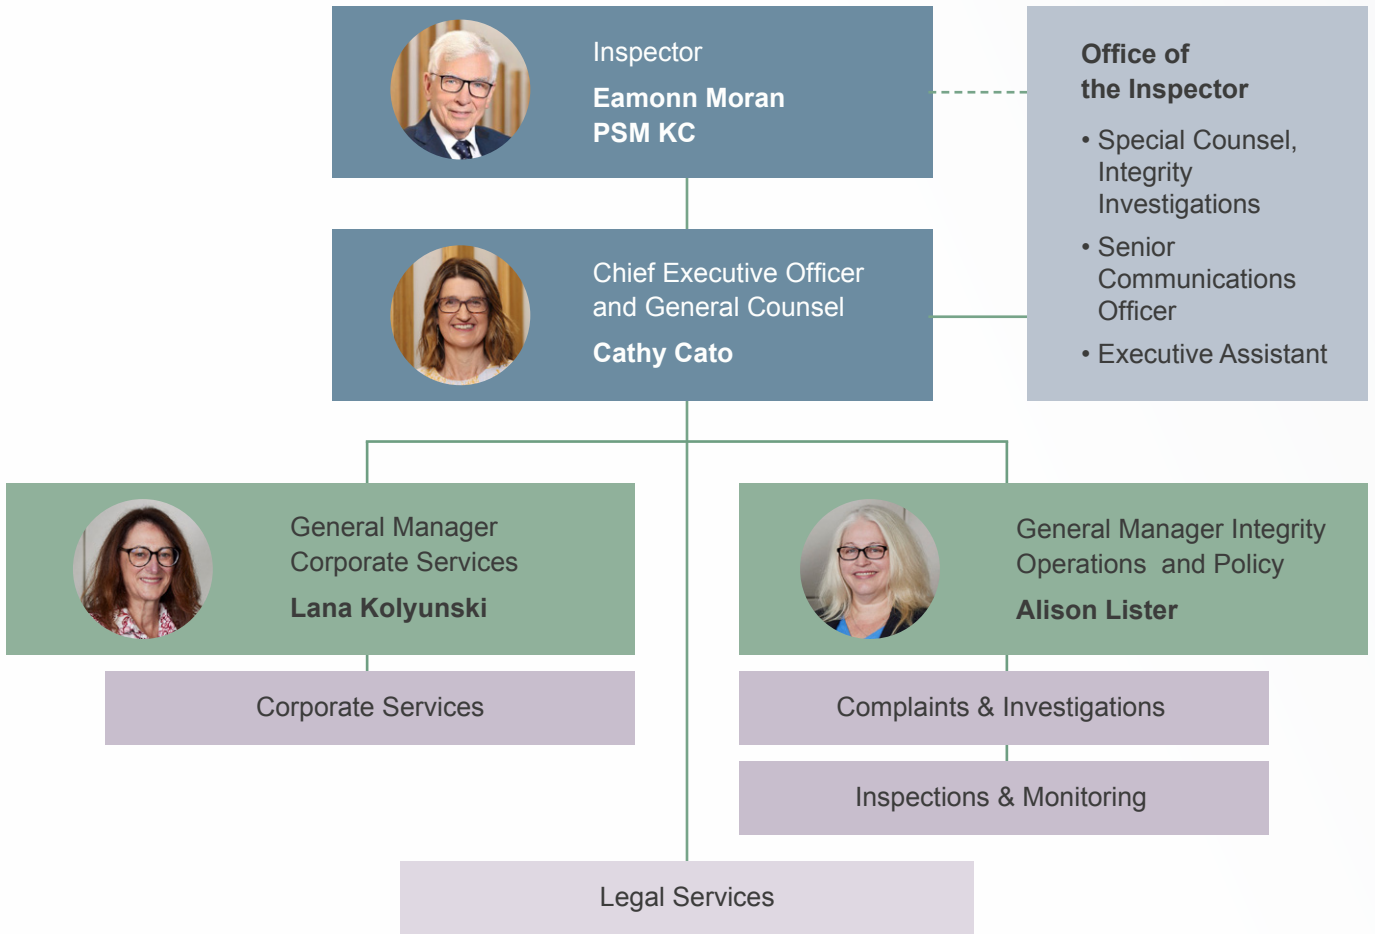 Inspector
Eamonn Moran
PSM KC
Office of
the Inspector
• Special Counsel,
Integrity
Investigations
• Senior
Communications
Officer
• Executive Assistant
Chief Executive Officer
and General Counsel
Cathy Cato
General Manager
Corporate Services
Lana Kolyunski
General Manager Integrity
Operations  and Policy
Alison Lister
Corporate Services
Complaints & Investigations
Inspections & Monitoring
Legal Services